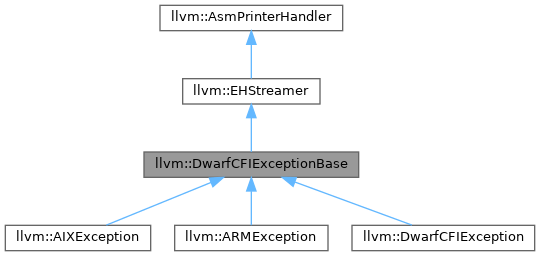 llvm::AsmPrinterHandler
llvm::EHStreamer
llvm::DwarfCFIExceptionBase
llvm::AIXException
llvm::ARMException
llvm::DwarfCFIException